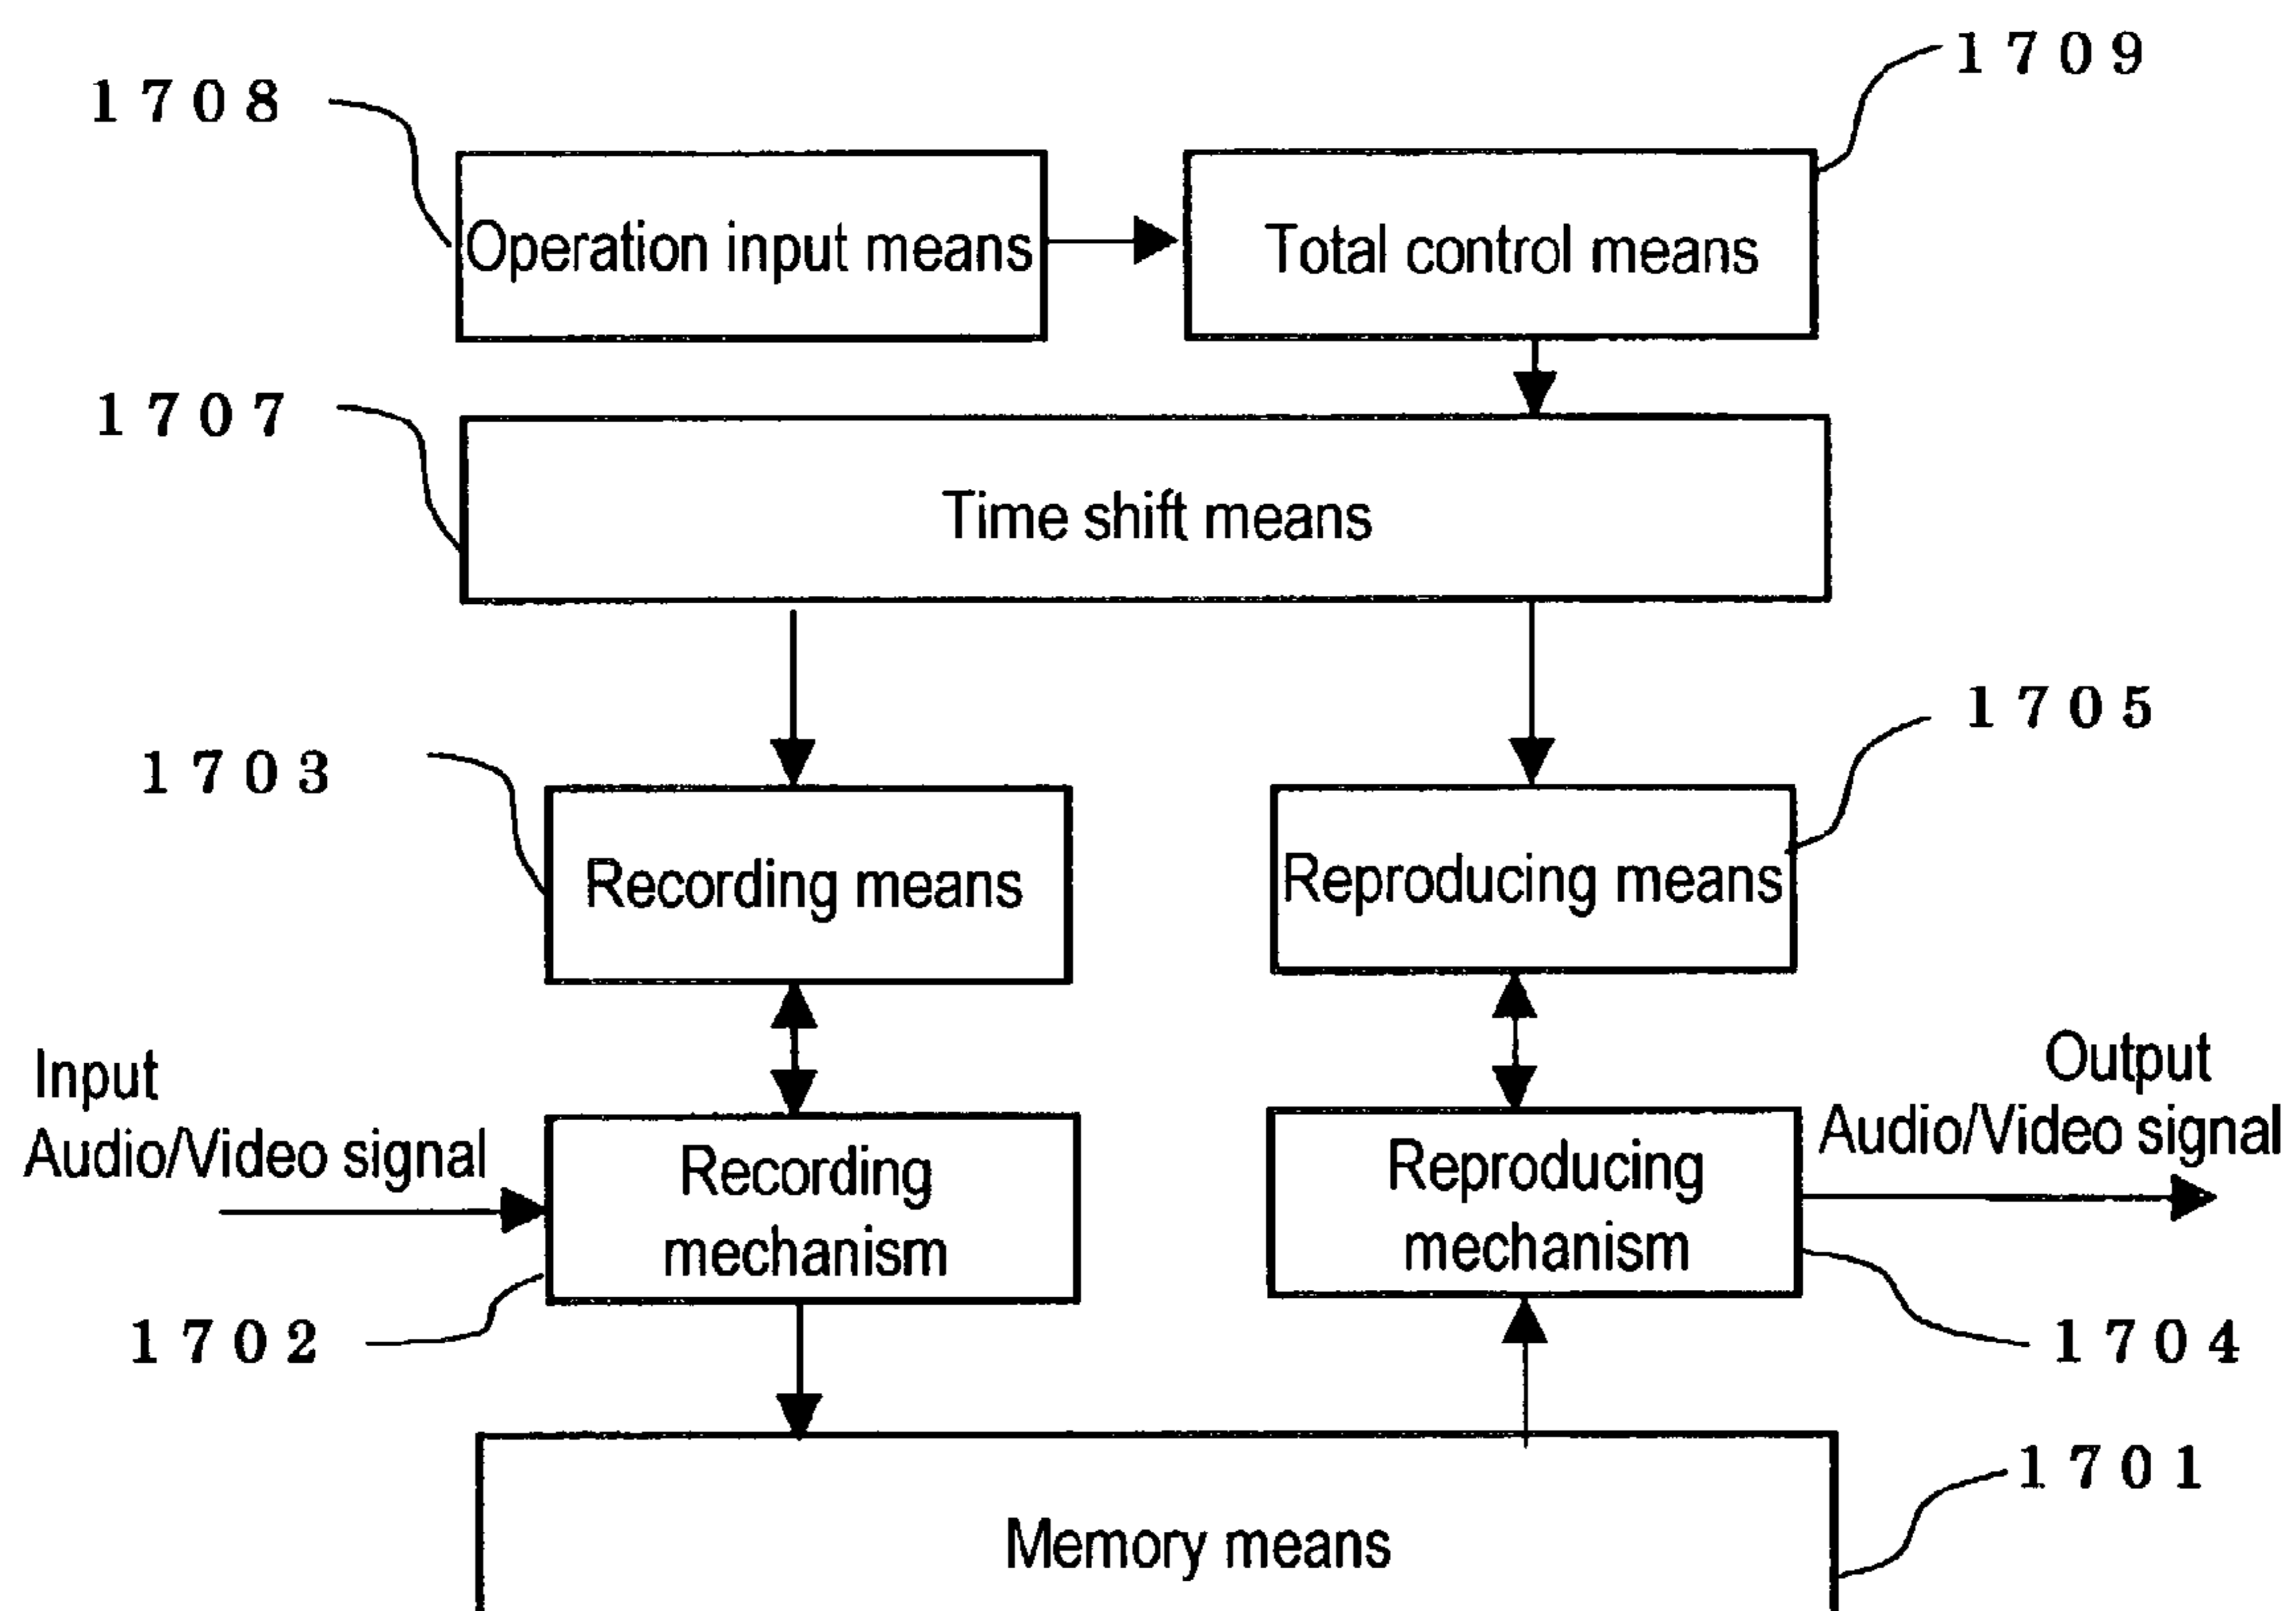 1709
1708
Operation input means
Total control means
1707
Time shift means
1705
1703
Recording means
Reproducing means
Input
Audio/Video signal
Output
Audio/Video signal
Recording
mechanism
Reproducing
mechanism
1702
1704
1701
Memory means